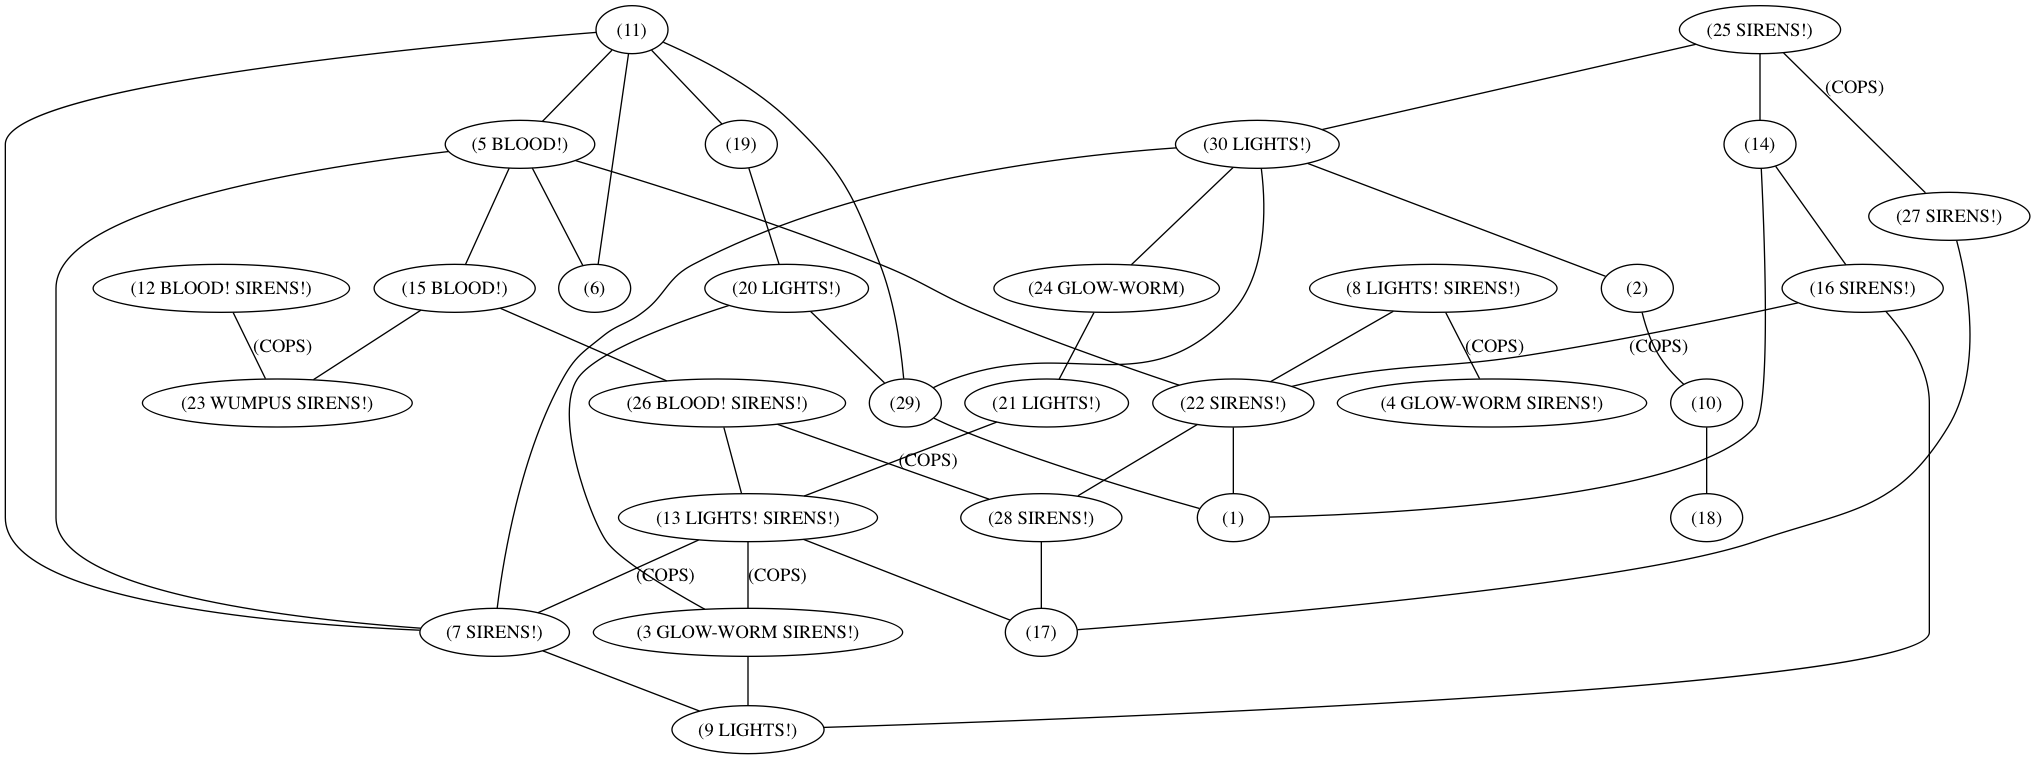 (11)
(25 SIRENS!)
(COPS)
(5 BLOOD!)
(19)
(30 LIGHTS!)
(14)
(27 SIRENS!)
(12 BLOOD! SIRENS!)
(15 BLOOD!)
(6)
(20 LIGHTS!)
(24 GLOW-WORM)
(8 LIGHTS! SIRENS!)
(2)
(16 SIRENS!)
(COPS)
(COPS)
(COPS)
(23 WUMPUS SIRENS!)
(26 BLOOD! SIRENS!)
(29)
(21 LIGHTS!)
(22 SIRENS!)
(4 GLOW-WORM SIRENS!)
(10)
(COPS)
(13 LIGHTS! SIRENS!)
(28 SIRENS!)
(1)
(18)
(COPS)
(COPS)
(7 SIRENS!)
(3 GLOW-WORM SIRENS!)
(17)
(9 LIGHTS!)